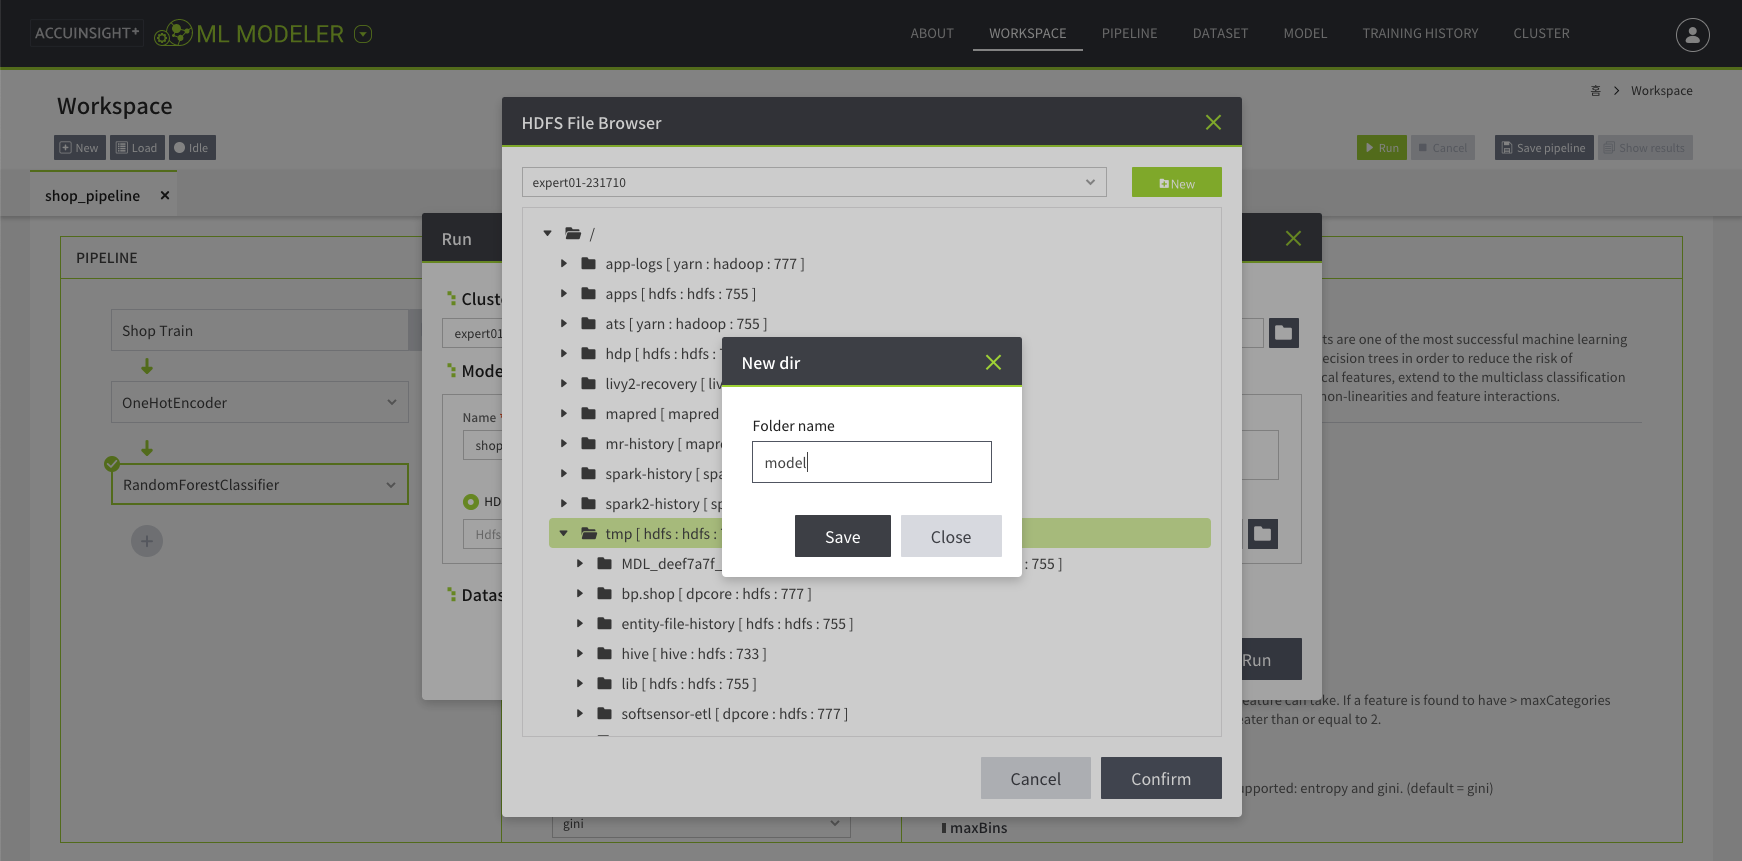 ACCUINSIGHT+ ML MODELER
ABOUT WORKSPACE PIPELINE DATASET MODEL TRAINING HISTORY CLUSTER
Workspace
홈 > Workspace
New Load Idle
Run Cancel Save pipeline Show results
shop_pipeline
PIPELINE
Shop Train
OneHotEncoder
RandomForestClassifier
Run
Cluste
expert01
Mode
Name *
shop
HD
Hdfs
Datas
Run
HDFS File Browser
expert01-231710
New
/
app-logs [ yarn : hadoop : 777 ]
apps [ hdfs : hdfs : 755 ]
ats [ yarn : hadoop : 755 ]
hdp [ hdfs : hdfs :
livy2-recovery [ liv
mapred [ mapred
mr-history [ mapre
spark-history [ spa
spark2-history [ sp
tmp [ hdfs : hdfs :
MDL_deef7a7f_ : 755 ]
bp.shop [ dpcore : hdfs : 777 ]
entity-file-history [ hdfs : hdfs : 755 ]
hive [ hive : hdfs : 733 ]
lib [ hdfs : hdfs : 755 ]
softsensor-etl [ dpcore : hdfs : 777 ]
Cancel Confirm
New dir
Folder name
model
Save Close
ts are one of the most successful machine learning
ecision trees in order to reduce the risk of
cal features, extend to the multiclass classification
non-linearities and feature interactions.
eature can take. If a feature is found to have > maxCategories
eater than or equal to 2.
upported: entropy and gini. (default = gini)
gini
maxBins